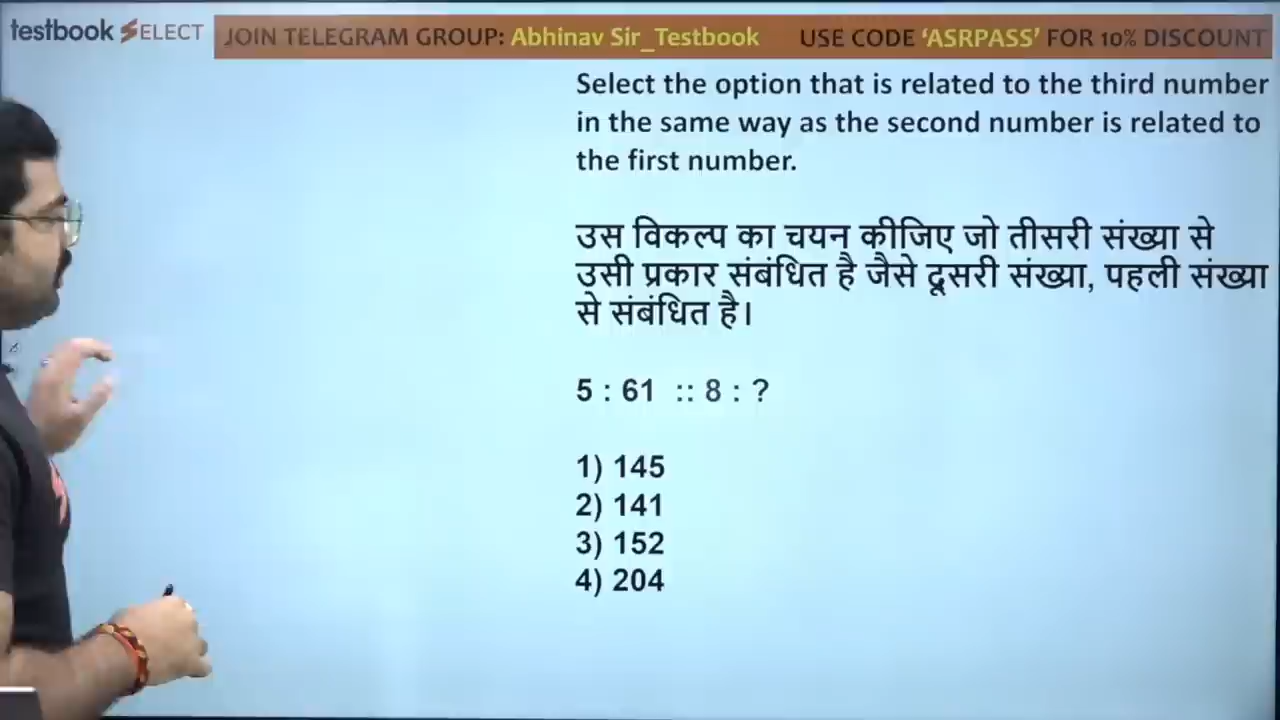 testbook SELECT
JOIN TELEGRAM GROUP: Abhinav Sir_Testbook USE CODE ‘ASRPASS’ FOR 10% DISCOUNT
Select the option that is related to the third number
in the same way as the second number is related to
the first number.
उस विकल्प का चयन कीजिए जो तीसरी संख्या से
उसी प्रकार संबंधित है जैसे दूसरी संख्या, पहली संख्या
से संबंधित है।
5 : 61 :: 8 : ?
1) 145
2) 141
3) 152
4) 204